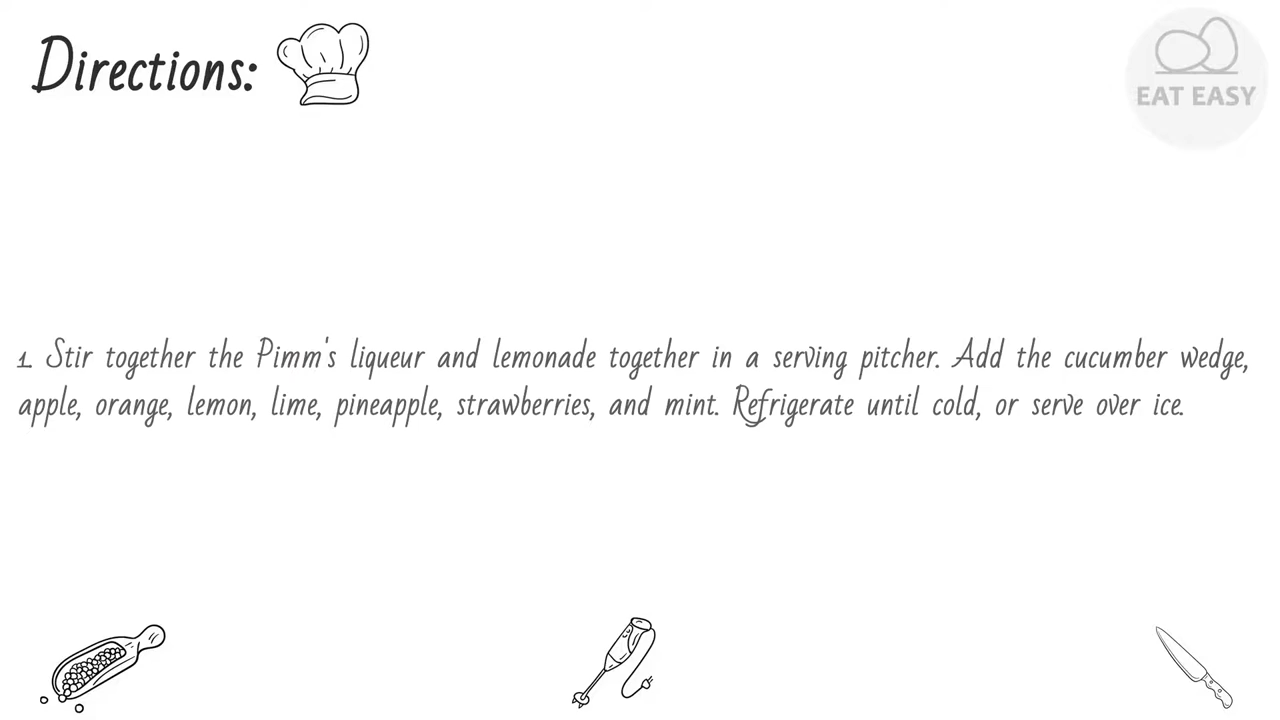 Directions:
EAT EASY
1. Stir together the Pimm's liqueur and lemonade together in a serving pitcher. Add the cucumber wedge,
apple, orange, lemon, lime, pineapple, strawberries, and mint. Refrigerate until cold, or serve over ice.